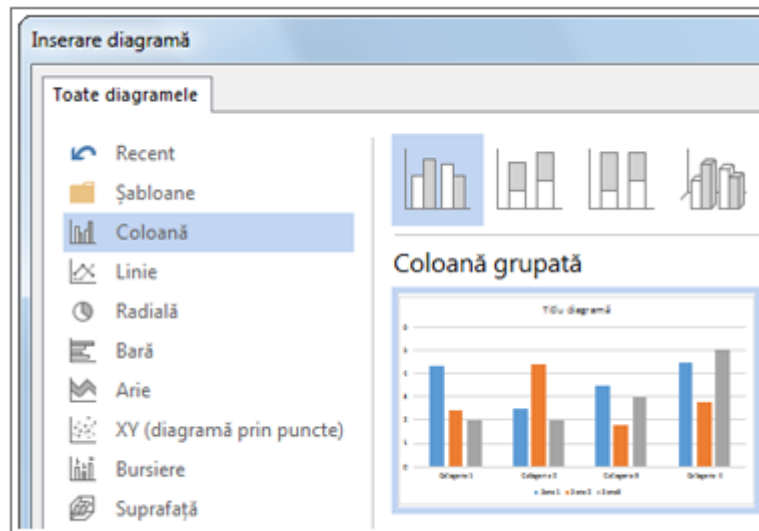 Inserare diagramă
Toate diagramele
Recent
Șabloane
Coloană
Linie
Radială
Bară
Arie
XY (diagramă prin puncte)
Bursiere
Suprafață
Coloană grupată
Titlu diagramă